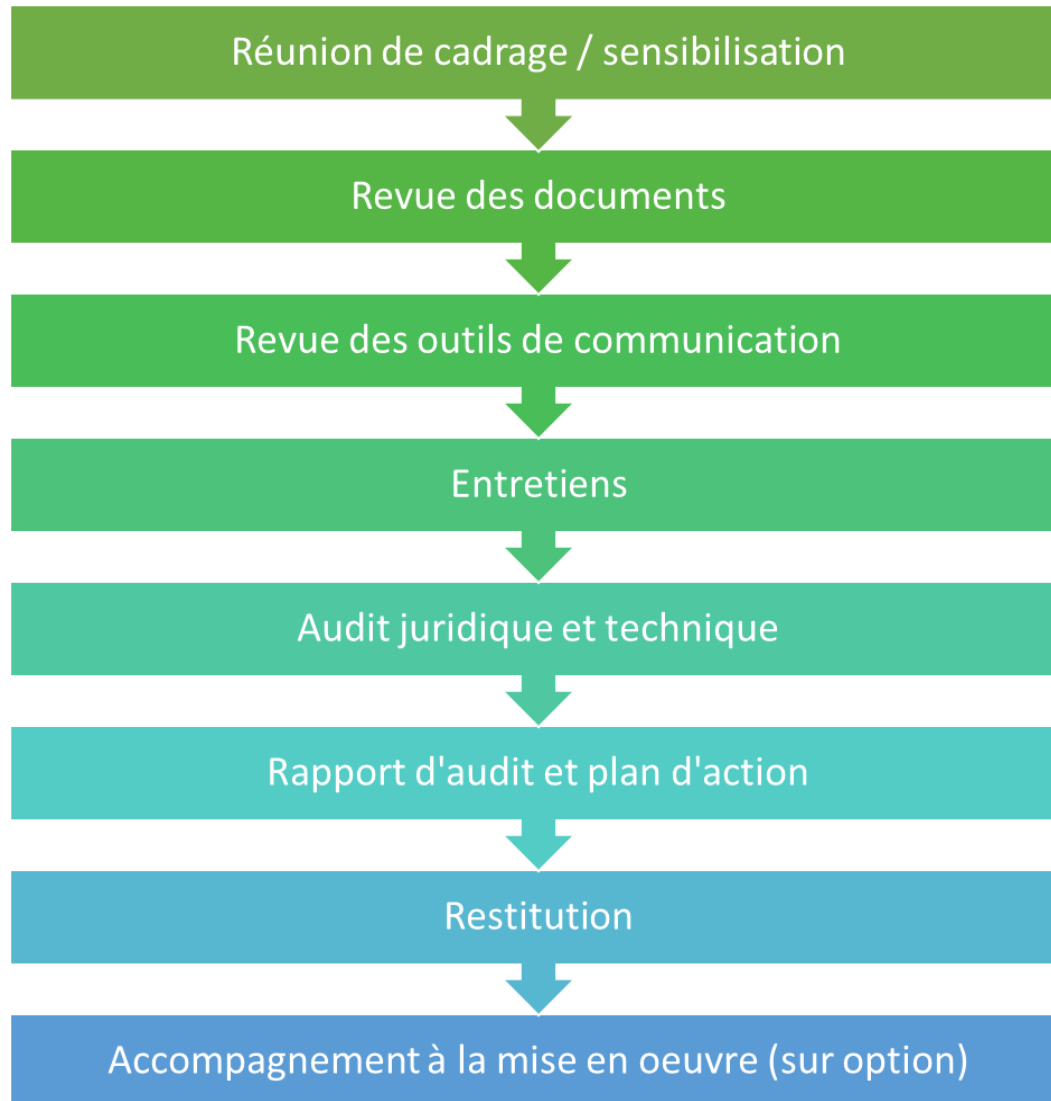 Réunion de cadrage / sensibilisation
Revue des documents
Revue des outils de communication
Entretiens
Audit juridique et technique
Rapport d'audit et plan d'action
Restitution
Accompagnement à la mise en oeuvre (sur option)